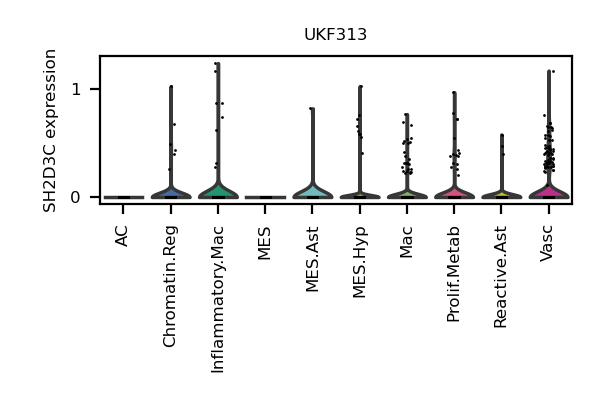 UKF313
SH2D3C expression
1
0
AC
Chromatin.Reg
Inflammatory.Mac
MES
MES.Ast
MES.Hyp
Mac
Prolif.Metab
Reactive.Ast
Vasc